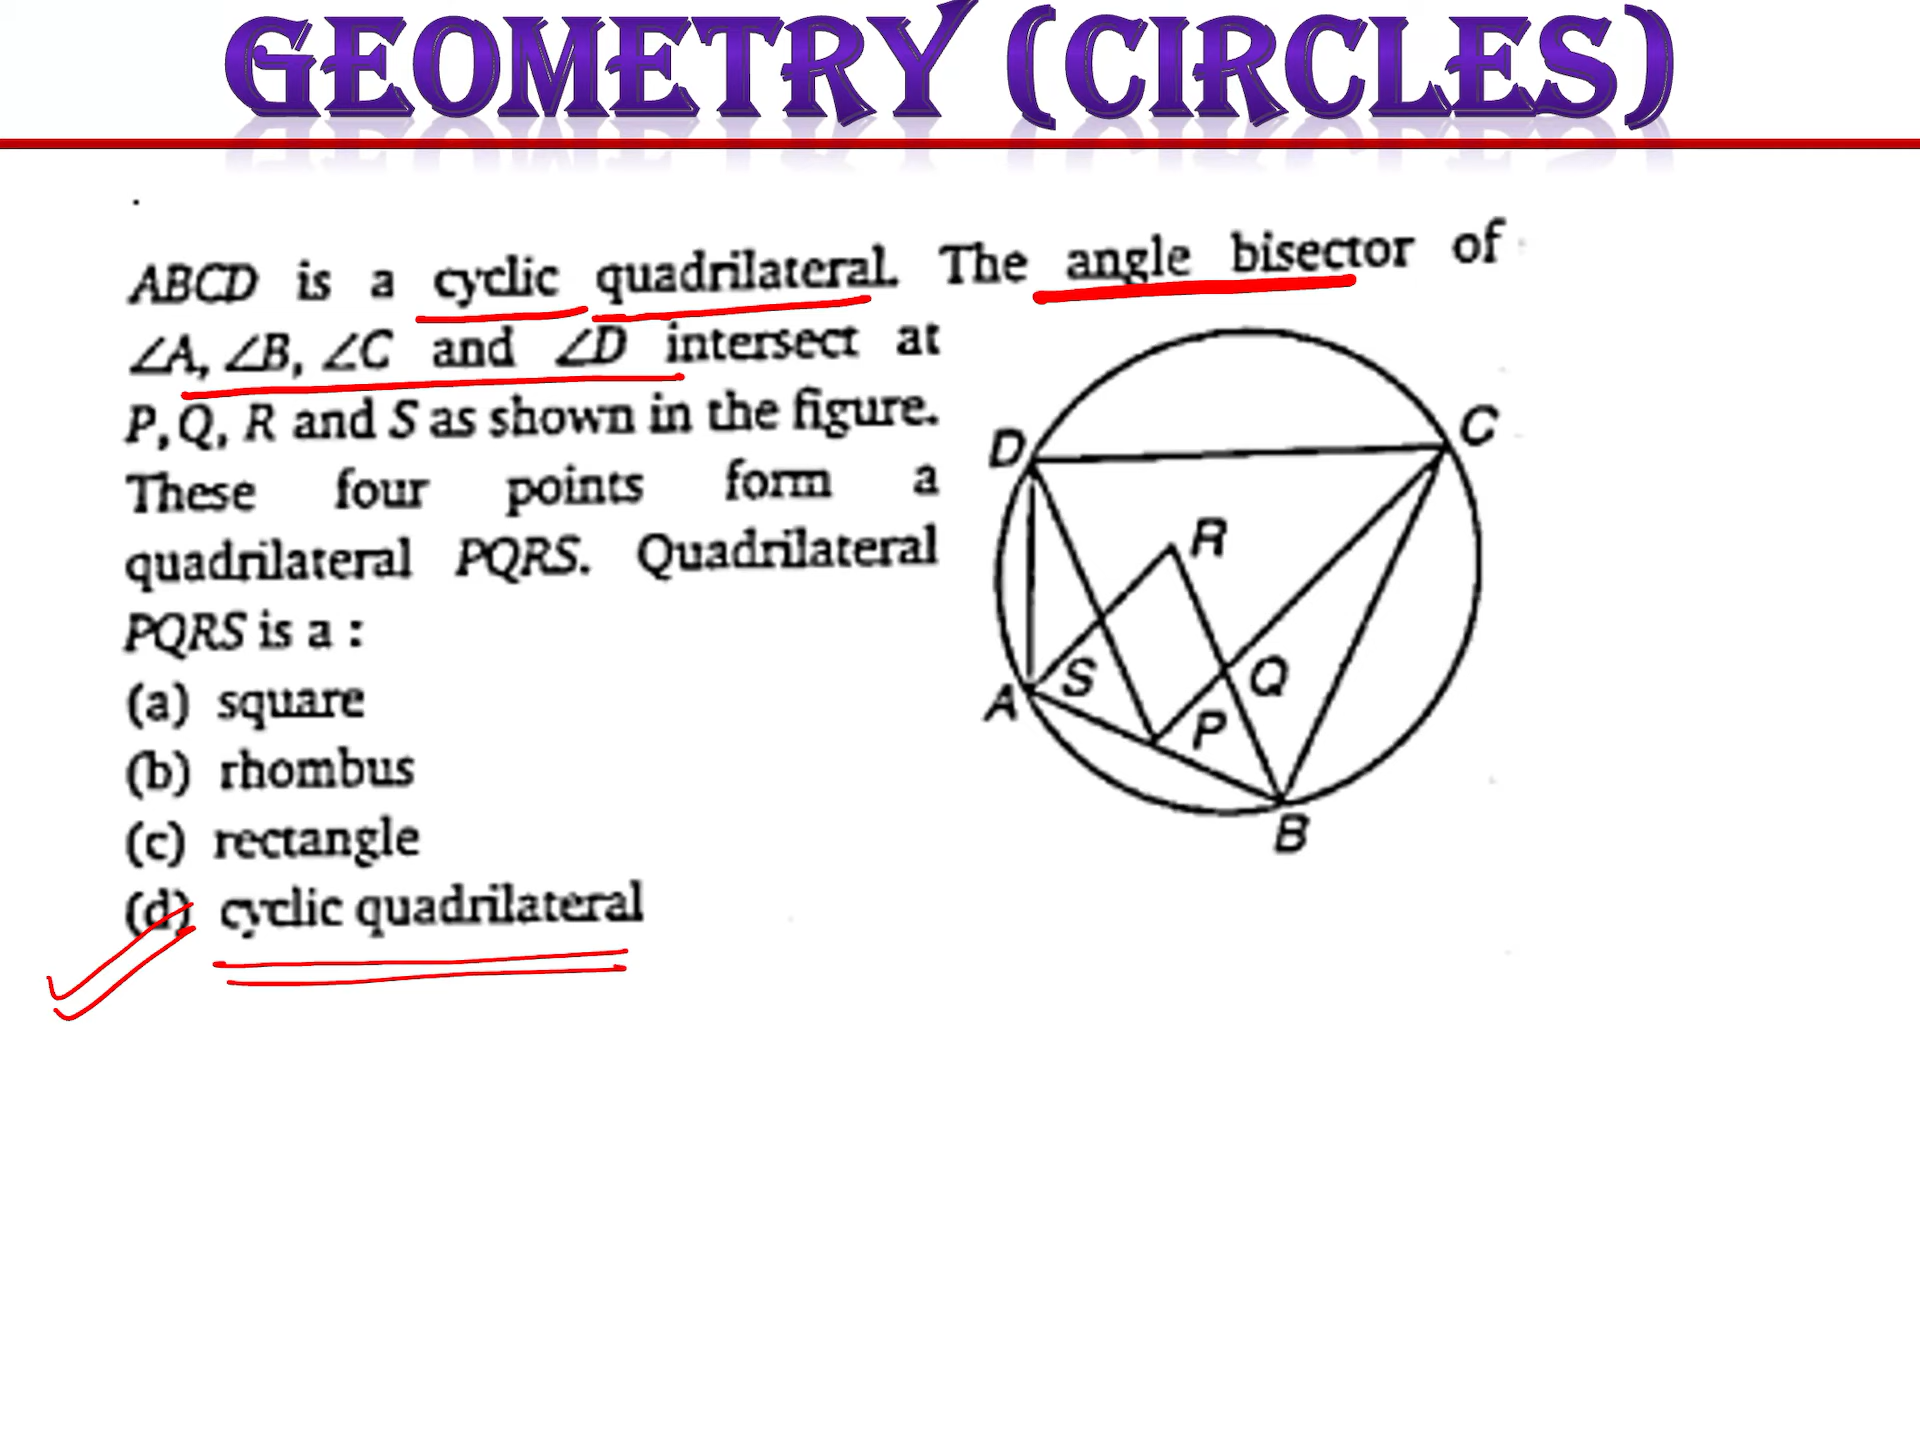 GEOMETRY (CIRCLES)
ABCD is a cyclic quadrilateral. The angle bisector of
∠A, ∠B, ∠C and ∠D intersect at
P, Q, R and S as shown in the figure.
These four points form a
quadrilateral PQRS. Quadrilateral
PQRS is a :
(a) square
(b) rhombus
(c) rectangle
(d) cyclic quadrilateral
D
C
R
S
Q
A
P
B